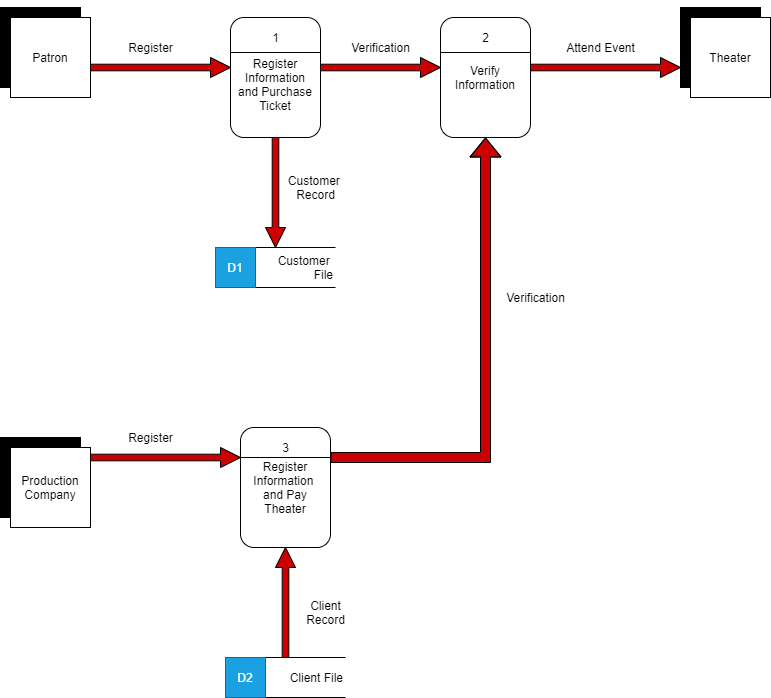 Patron
Register
1
Register
Information
and Purchase
Ticket
Verification
2
Verify
Information
Attend Event
Theater
Customer
Record
D1
Customer
File
Verification
Production
Company
Register
3
Register
Information
and Pay
Theater
Client
Record
D2
Client File